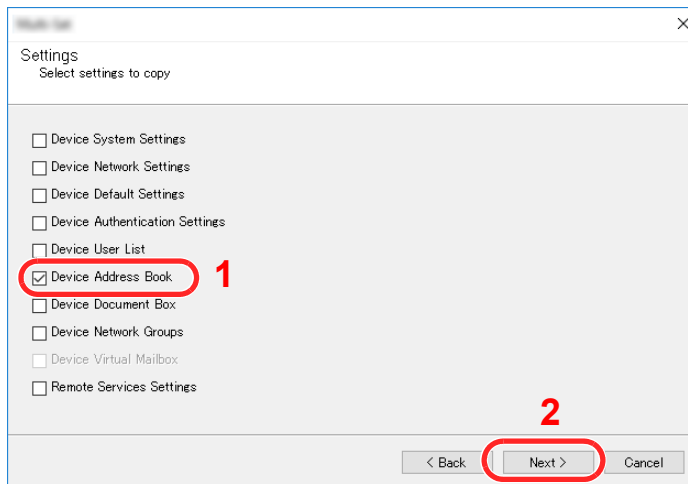 Settings
Select settings to copy
Device System Settings
Device Network Settings
Device Default Settings
Device Authentication Settings
Device User List
Device Address Book 1
Device Document Box
Device Network Groups
Device Virtual Mailbox
Remote Services Settings
2
< Back Next > Cancel